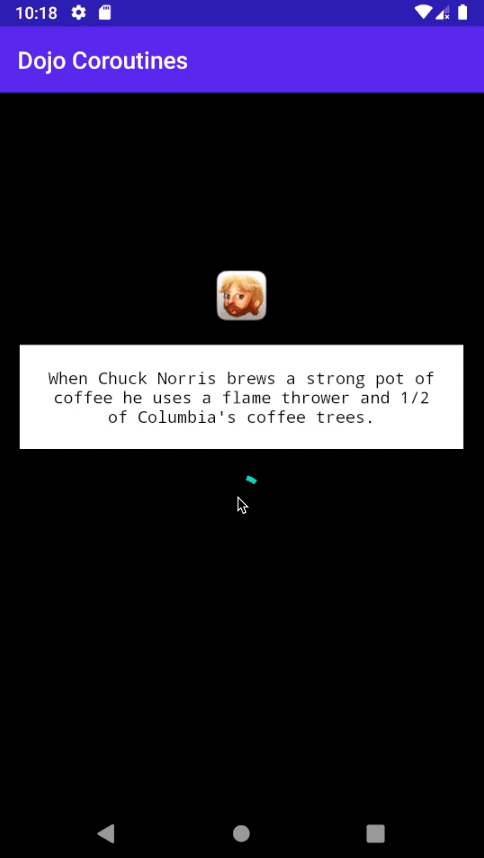 10:18
Dojo Coroutines
When Chuck Norris brews a strong pot of
coffee he uses a flame thrower and 1/2
of Columbia's coffee trees.